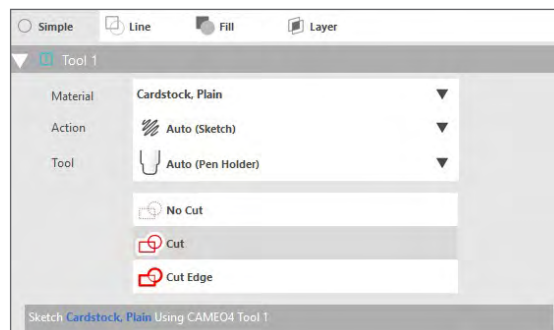 Simple Line Fill Layer
Tool 1
Material Cardstock, Plain
Action Auto (Sketch)
Tool Auto (Pen Holder)
No Cut
Cut
Cut Edge
Sketch Cardstock, Plain Using CAMEO4 Tool 1